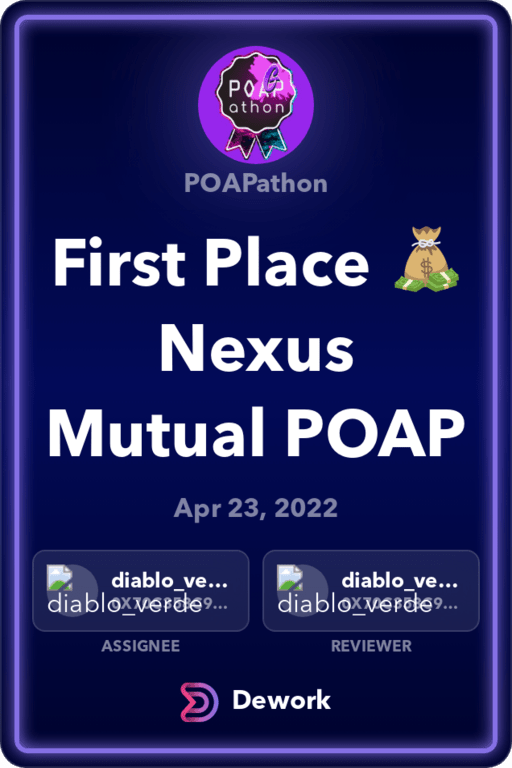 POAP
athon
POAPathon
First Place 💰
Nexus
Mutual POAP
Apr 23, 2022
diablo_ve...
diablo_verde
ASSIGNEE
diablo_ve...
diablo_verde
REVIEWER
Dework